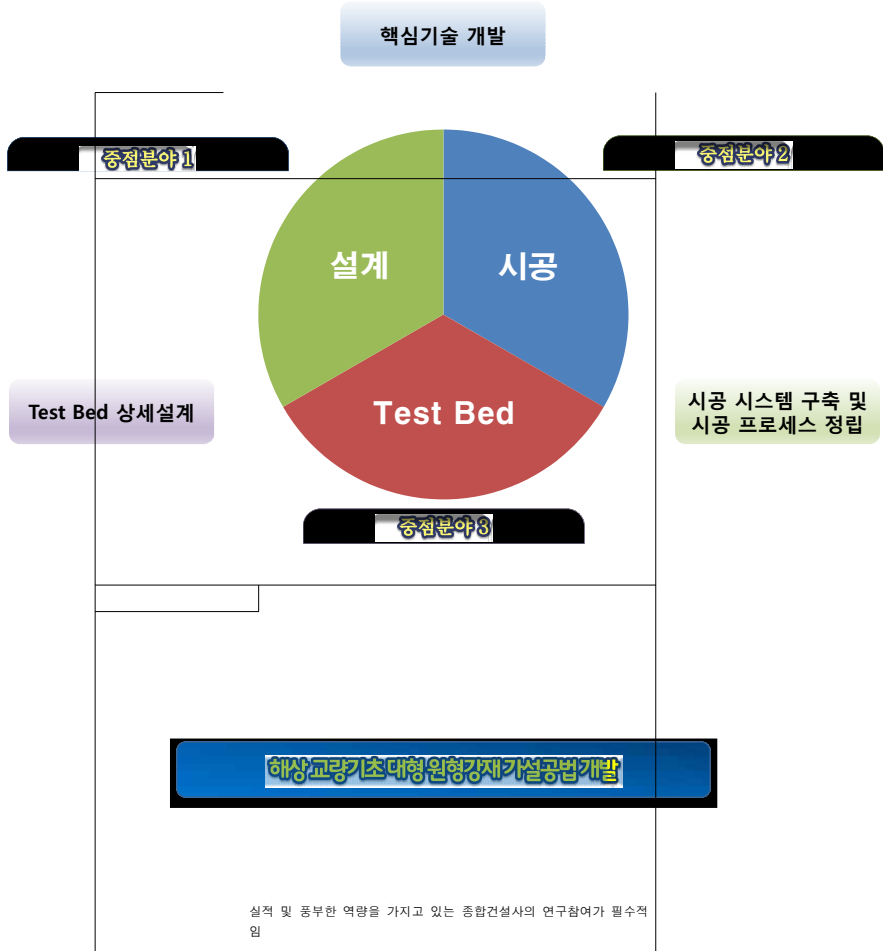 핵심기술 개발
중점분야 1
중점분야 2
설계
시공
Test Bed 상세설계
Test Bed
시공 시스템 구축 및
시공 프로세스 정립
중점분야 3
해상 교량기초 대형 원형강재 가설공법 개발
실적 및 풍부한 역량을 가지고 있는 종합건설사의 연구참여가 필수적
임